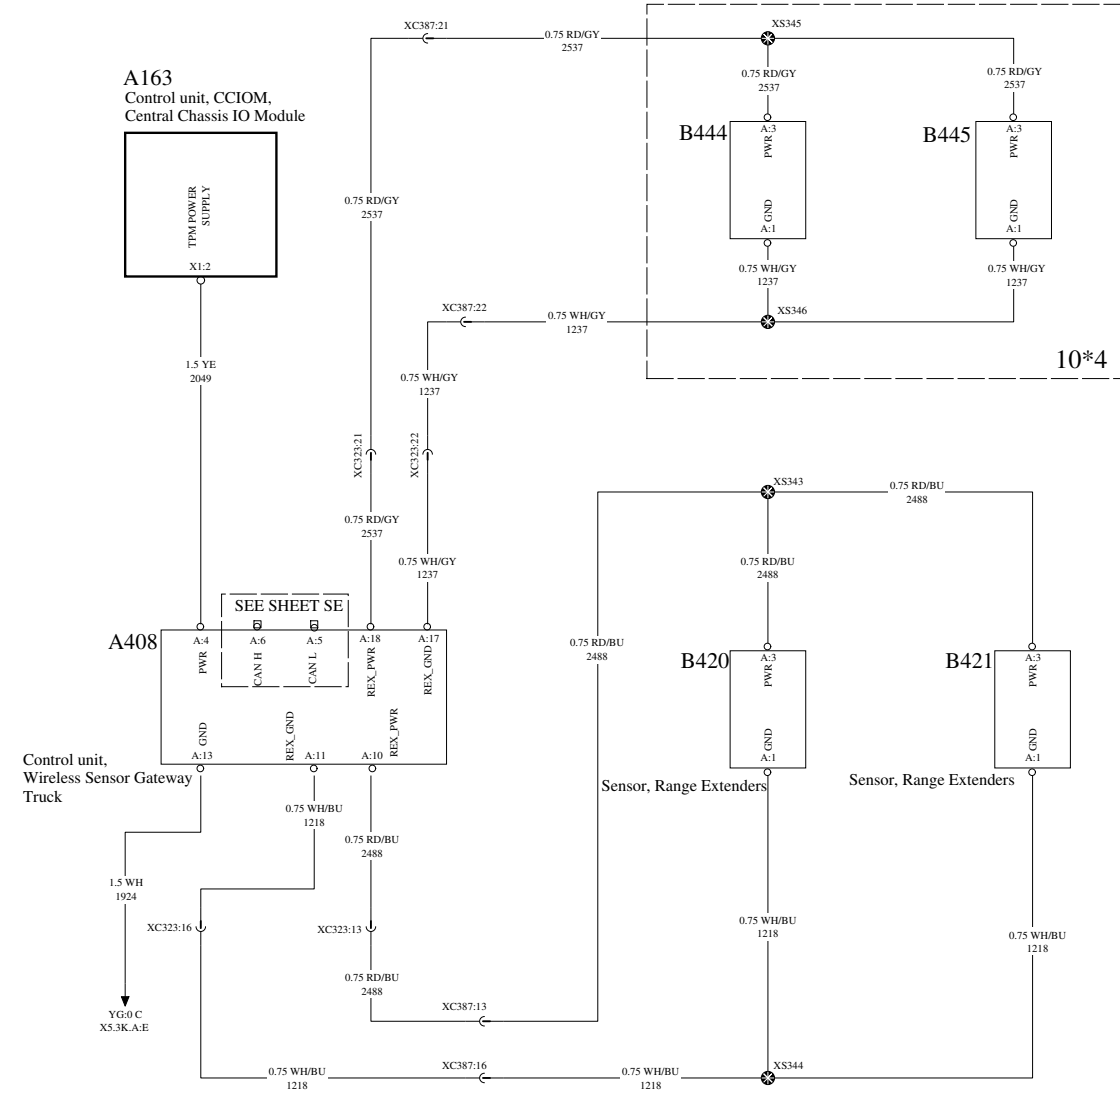 XC387:21
0.75 RD/GY
2537
XS345
0.75 RD/GY
2537
0.75 RD/GY
2537
A163
Control unit, CCIOM,
Central Chassis IO Module
TPM POWER
SUPPLY
X1:2
B444
A:3
PWR
GND
A:1
B445
A:3
PWR
GND
A:1
0.75 RD/GY
2537
0.75 WH/GY
1237
0.75 WH/GY
1237
XC387:22
0.75 WH/GY
1237
XS346
10*4
1.5 YE
2049
0.75 WH/GY
1237
XC323:21
XC323:22
0.75 RD/GY
2537
0.75 WH/GY
1237
XS343
0.75 RD/BU
2488
0.75 RD/BU
2488
0.75 RD/BU
2488
SEE SHEET SE
A408
A:4
PWR
A:6
CAN H
A:5
CAN L
A:18
REX_PWR
A:17
REX_GND
GND
A:13
REX_GND
A:11
REX_PWR
A:10
Control unit,
Wireless Sensor Gateway
Truck
B420
A:3
PWR
GND
A:1
Sensor, Range Extenders
B421
A:3
PWR
GND
A:1
Sensor, Range Extenders
0.75 WH/BU
1218
0.75 RD/BU
2488
1.5 WH
1924
XC323:16
XC323:13
0.75 WH/BU
1218
0.75 WH/BU
1218
0.75 RD/BU
2488
YG:0 C
X5.3K.A:E
XC387:13
XC387:16
0.75 WH/BU
1218
0.75 WH/BU
1218
XS344